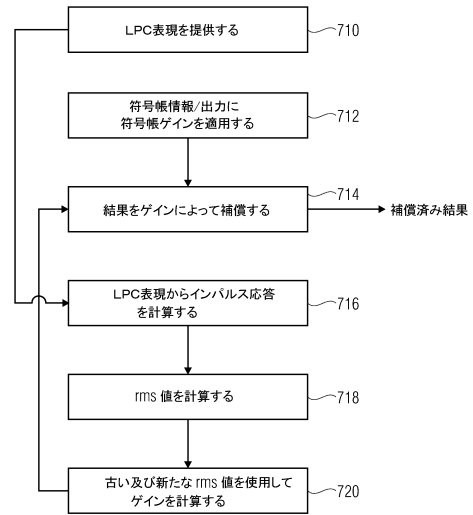 LPC表現を提供する
710
符号帳情報/出力に
符号帳ゲインを適用する
712
結果をゲインによって補償する
714
補償済み結果
LPC表現からインパルス応答
を計算する
716
rms 値を計算する
718
古い及び新たな rms 値を使用して
ゲインを計算する
720